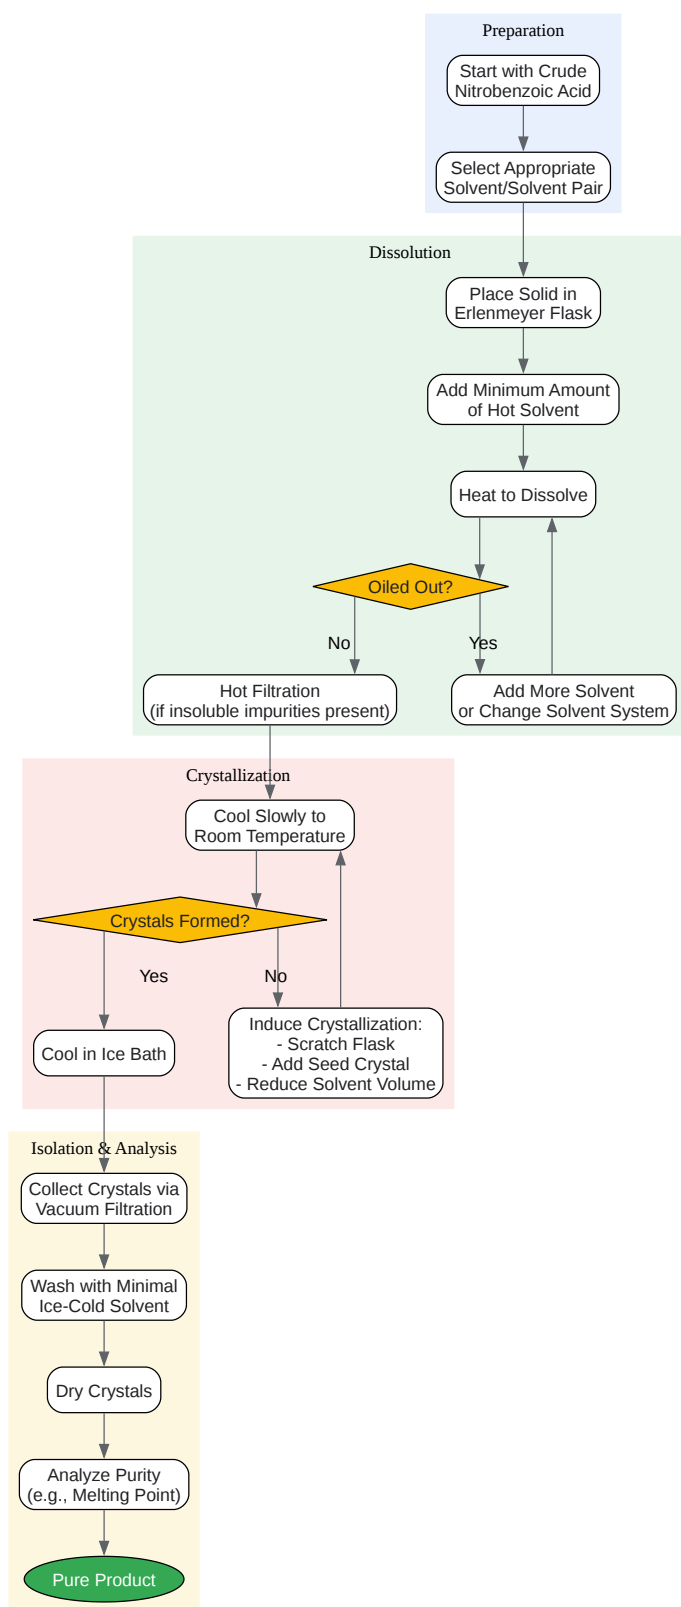 Preparation
Start with Crude
Nitrobenzoic Acid
Select Appropriate
Solvent/Solvent Pair
Dissolution
Place Solid in
Erlenmeyer Flask
Add Minimum Amount
of Hot Solvent
Heat to Dissolve
Oiled Out?
No
Yes
Hot Filtration
(if insoluble impurities present)
Add More Solvent
or Change Solvent System
Crystallization
Cool Slowly to
Room Temperature
Crystals Formed?
Yes
No
Cool in Ice Bath
Induce Crystallization:
- Scratch Flask
- Add Seed Crystal
- Reduce Solvent Volume
Isolation & Analysis
Collect Crystals via
Vacuum Filtration
Wash with Minimal
Ice-Cold Solvent
Dry Crystals
Analyze Purity
(e.g., Melting Point)
Pure Product